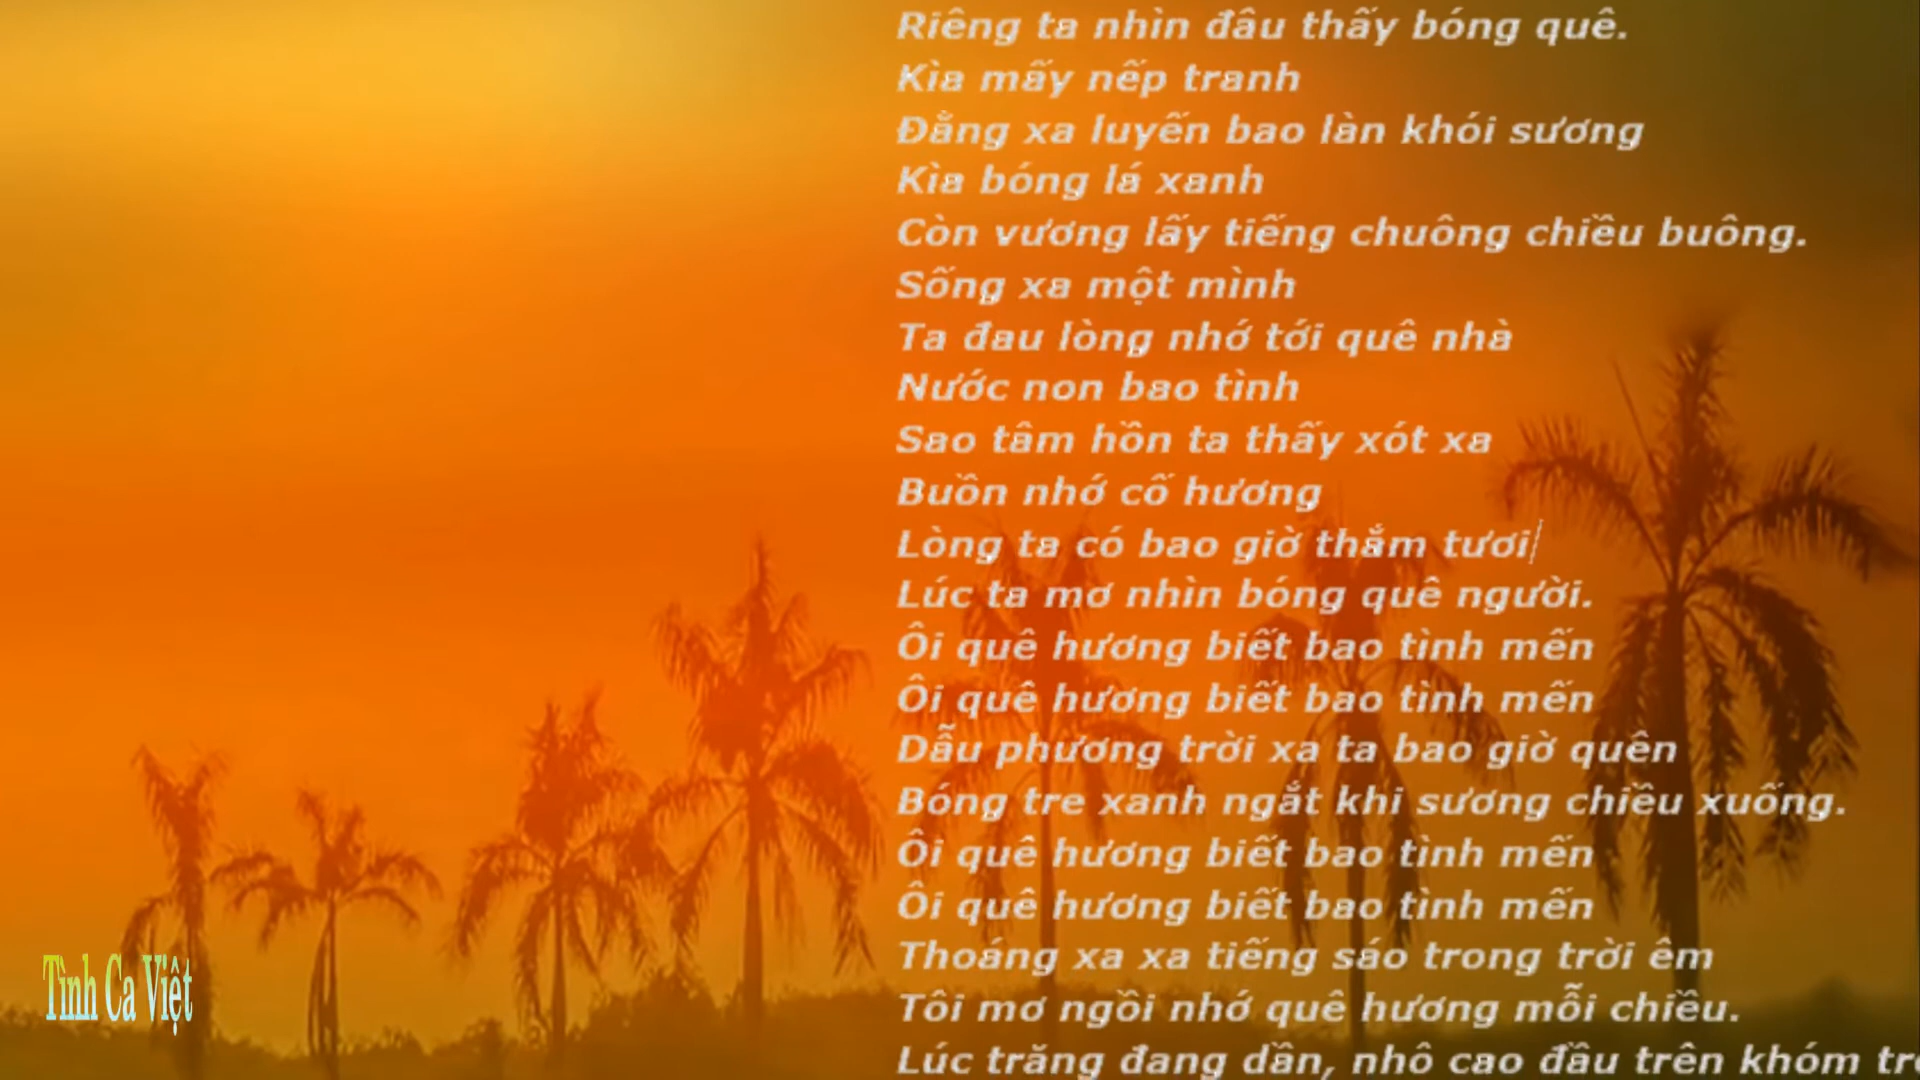 Riêng ta nhìn đâu thấy bóng quê.
Kìa mấy nếp tranh
Đẳng xa luyến bao làn khói sương
Kìa bóng lá xanh
Còn vương lấy tiếng chuông chiều buông.
Sống xa một mình
Ta đau lòng nhớ tới quê nhà
Nước non bao tình
Sao tâm hồn ta thấy xót xa
Buồn nhớ cố hương
Lòng ta có bao giờ thắm tươi
Lúc ta mơ nhìn bóng quê người.
Ôi quê hương biết bao tình mến
Ôi quê hương biết bao tình mến
Dẫu phương trời xa ta bao giờ quên
Bóng tre xanh ngắt khi sương chiều xuống.
Ôi quê hương biết bao tình mến
Ôi quê hương biết bao tình mến
Thoáng xa xa tiếng sáo trong trời êm
Tôi mơ ngồi nhớ quê hương mỗi chiều.
Lúc trăng đang dần, nhô cao đầu trên khóm
Tình Ca Việt